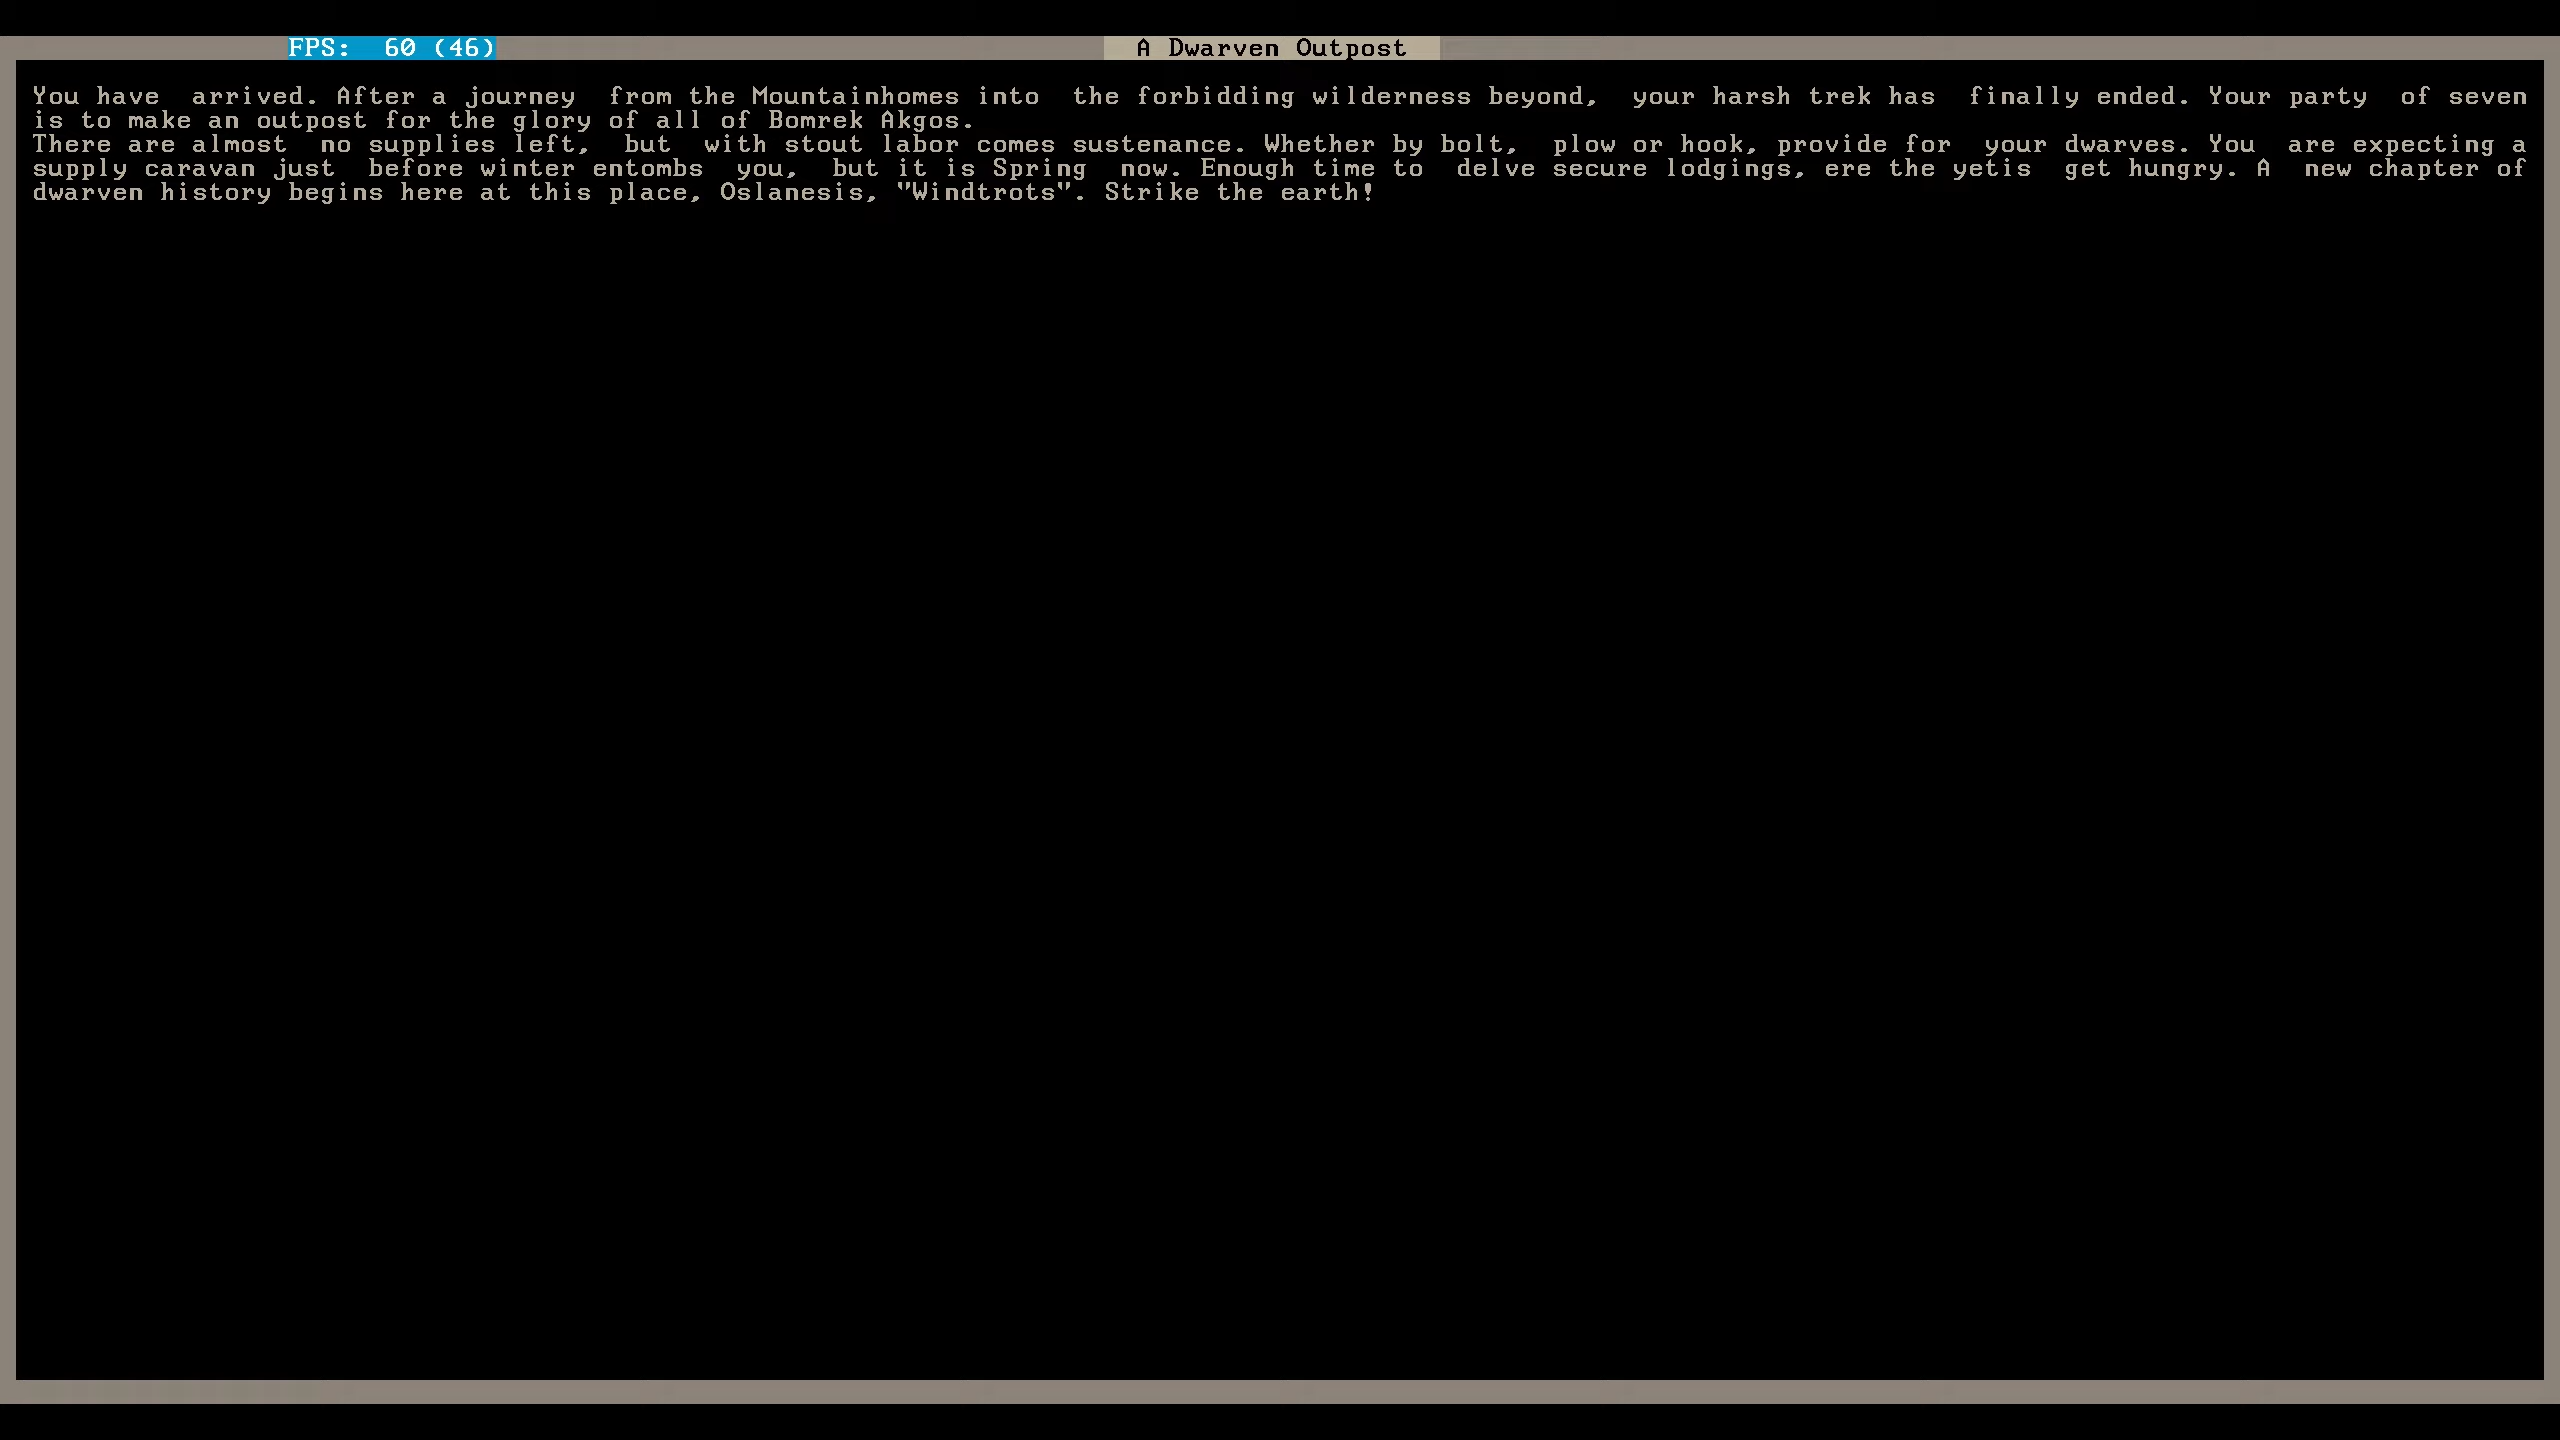 FPS: 60 (46)
A Dwarven Outpost
You have arrived. After a journey from the Mountainhomes into the forbidding wilderness beyond, your harsh trek has finally ended. Your party of seven
is to make an outpost for the glory of all of Bomrek Akgos.
There are almost no supplies left, but with stout labor comes sustenance. Whether by bolt, plow or hook, provide for your dwarves. You are expecting a
supply caravan just before winter entombs you, but it is Spring now. Enough time to delve secure lodgings, ere the yetis get hungry. A new chapter of
dwarven history begins here at this place, Oslanesis, "Windtrots". Strike the earth!